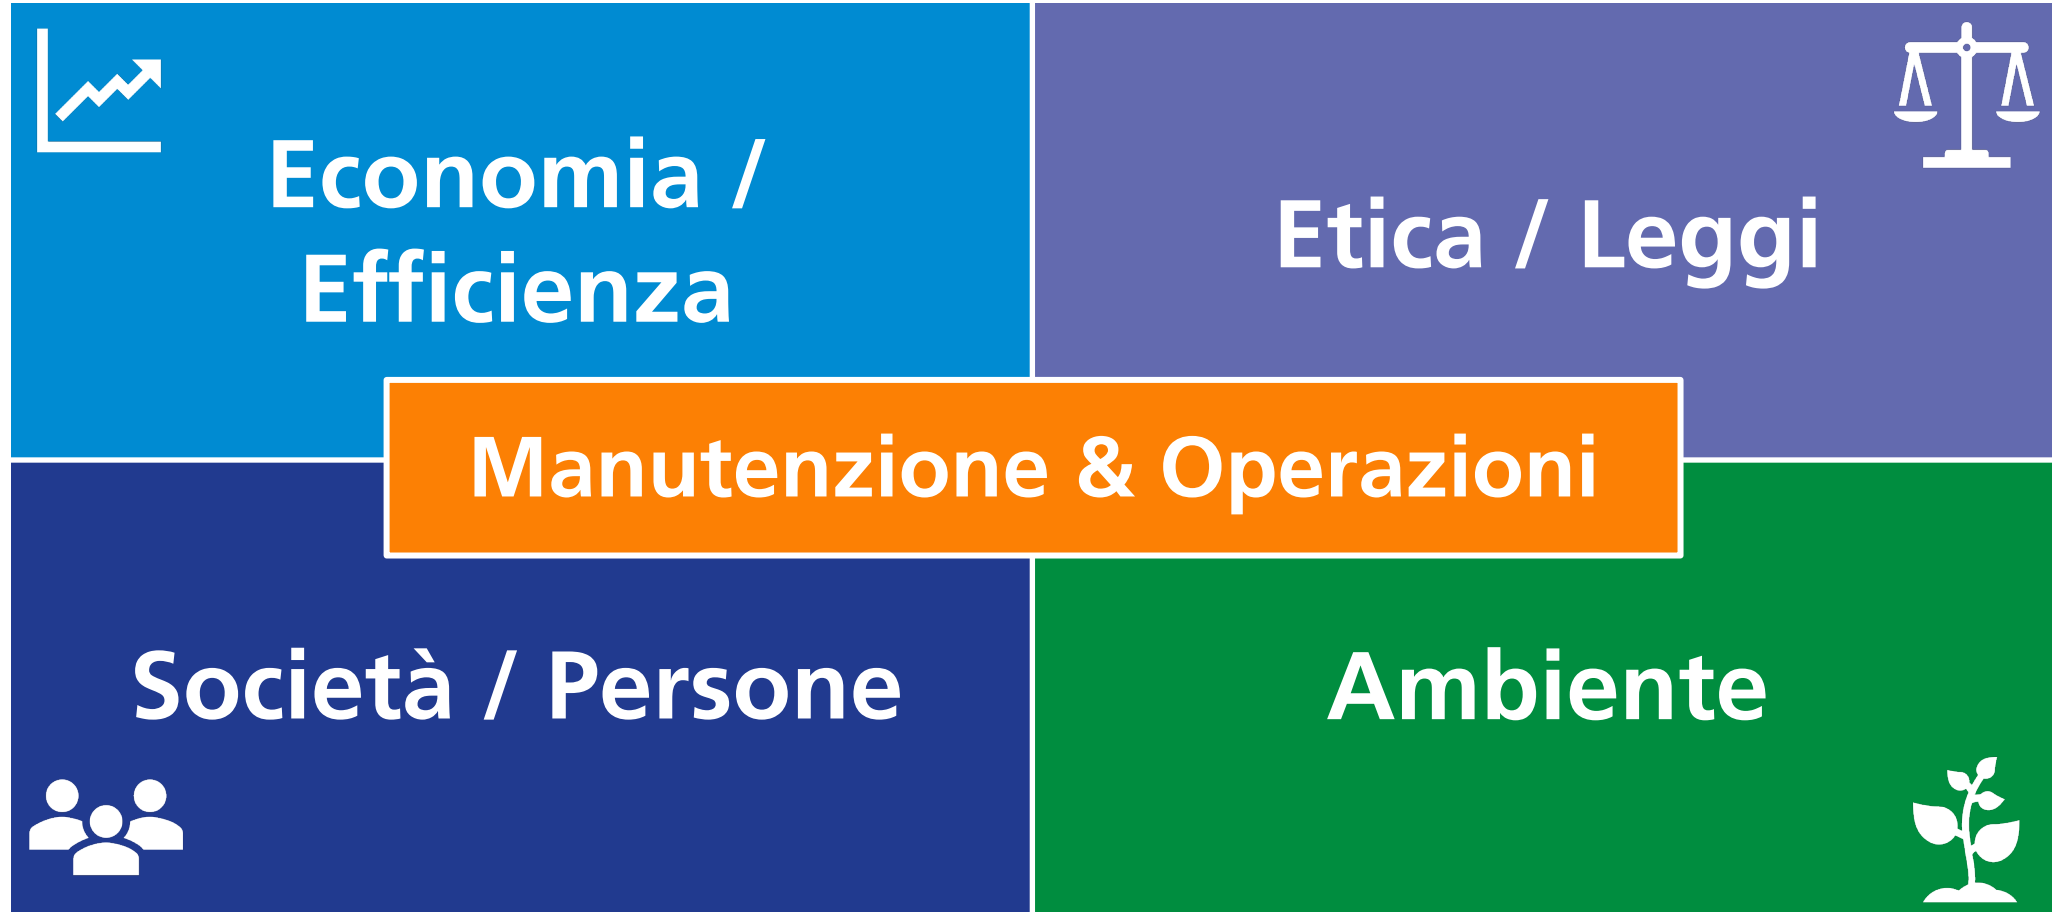 Economia /
Efficienza
Etica / Leggi
Manutenzione & Operazioni
Società / Persone
Ambiente